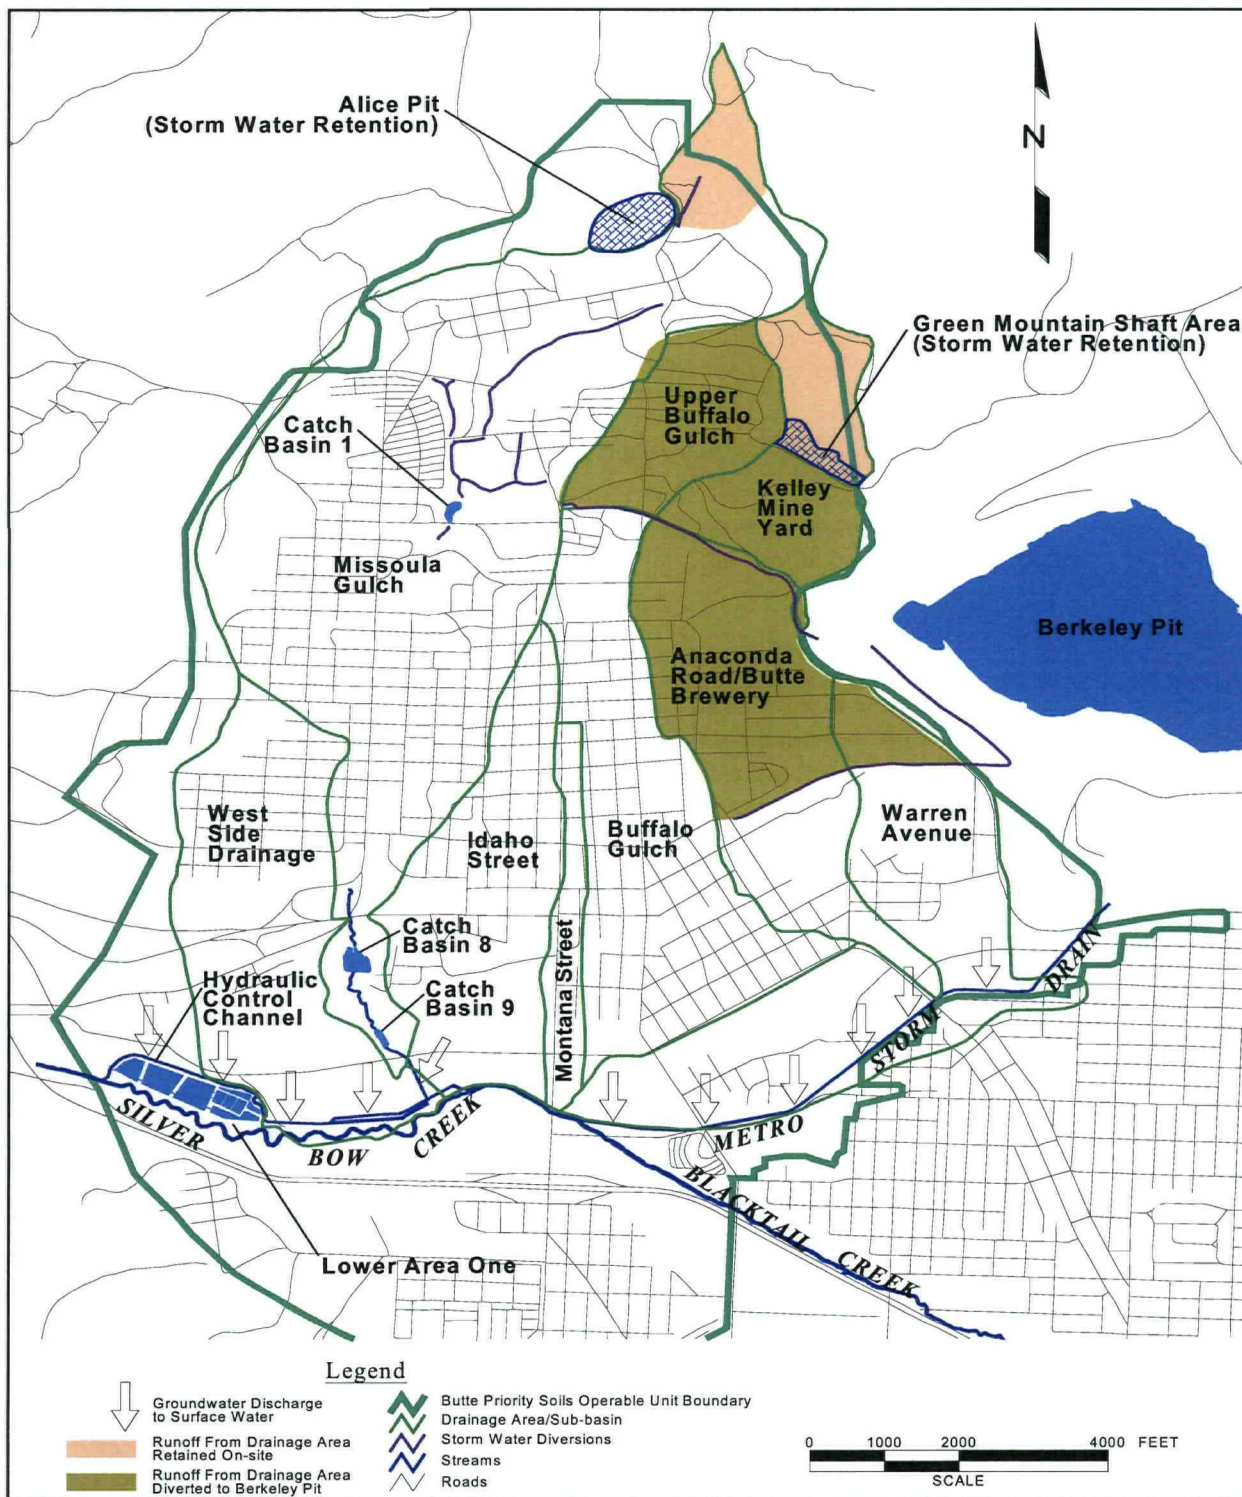 Alice Pit
(Storm Water Retention)
N
Green Mountain Shaft Area
(Storm Water Retention)
Upper
Buffalo
Gulch
Catch
Basin 1
Kelley
Mine
Yard
Missoula
Gulch
Berkeley Pit
Anaconda
Road/Butte
Brewery
West
Side
Drainage
Idaho
Street
Buffalo
Gulch
Warren
Avenue
Catch
Basin 8
Montana Street
Hydraulic
Control
Channel
Catch
Basin 9
SILVER
BOW
CREEK
METRO
STORM
DRAIN
BLACKTAIL
CREEK
Lower Area One
Legend
Groundwater Discharge
to Surface Water
Runoff From Drainage Area
Retained On-site
Runoff From Drainage Area
Diverted to Berkeley Pit
Butte Priority Soils Operable Unit Boundary
Drainage Area/Sub-basin
Storm Water Diversions
Streams
Roads
0 1000 2000 4000 FEET
SCALE